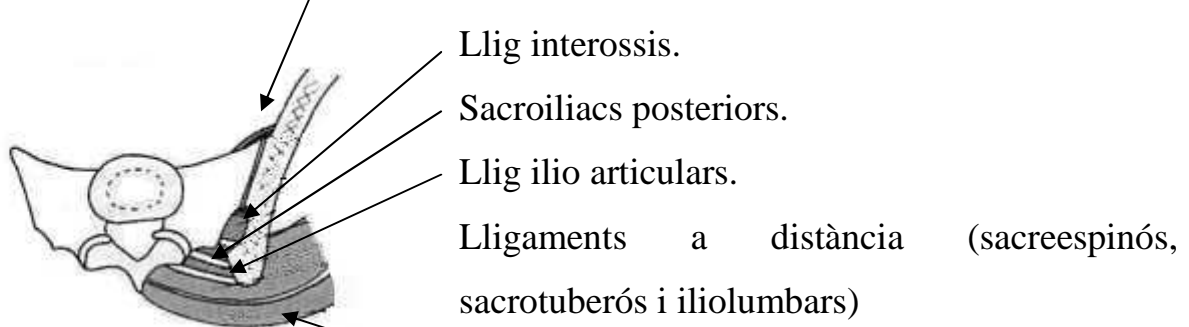 Llig interossis.
Sacroiliacs posteriors.
Llig ilio articulars.
Lligaments a distància (sacreespinós,
sacrotuberós i iliolumbars)